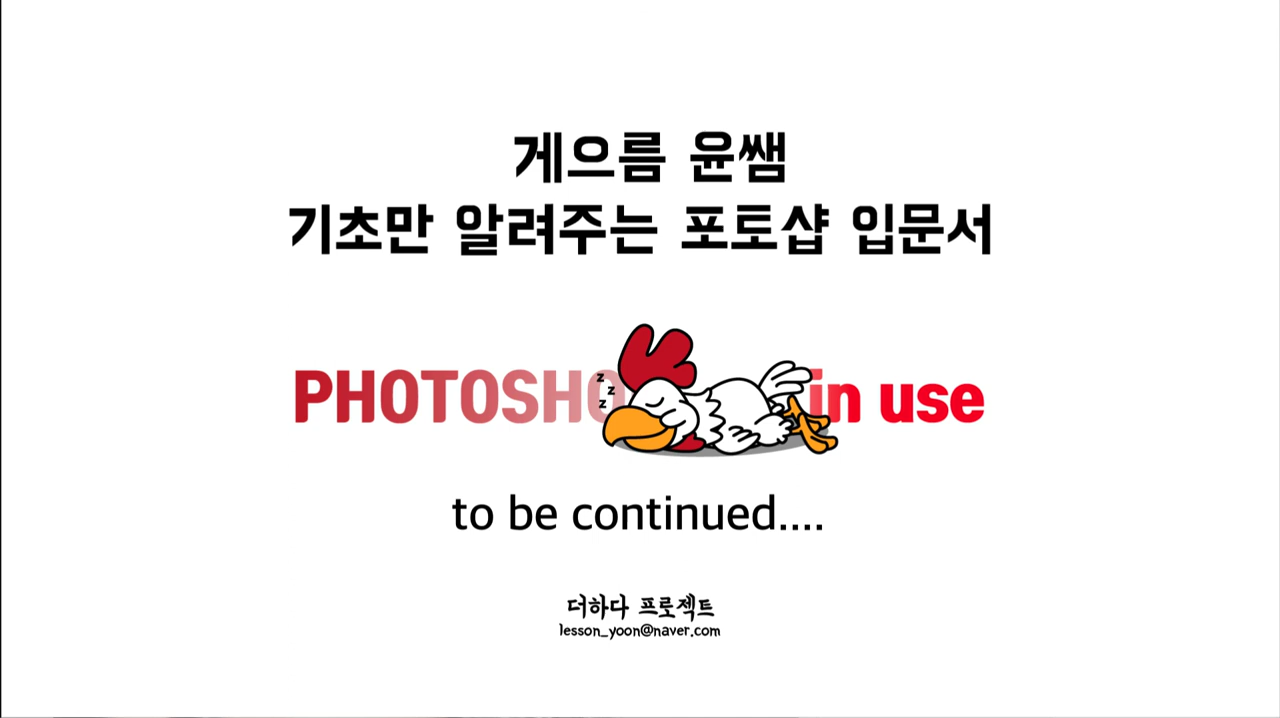 게으름 윤쌤
기초만 알려주는 포토샵 입문서
z
z
z
PHOTOSHO in use
to be continued....
더하다 프로젝트
lesson_yoon@naver.com